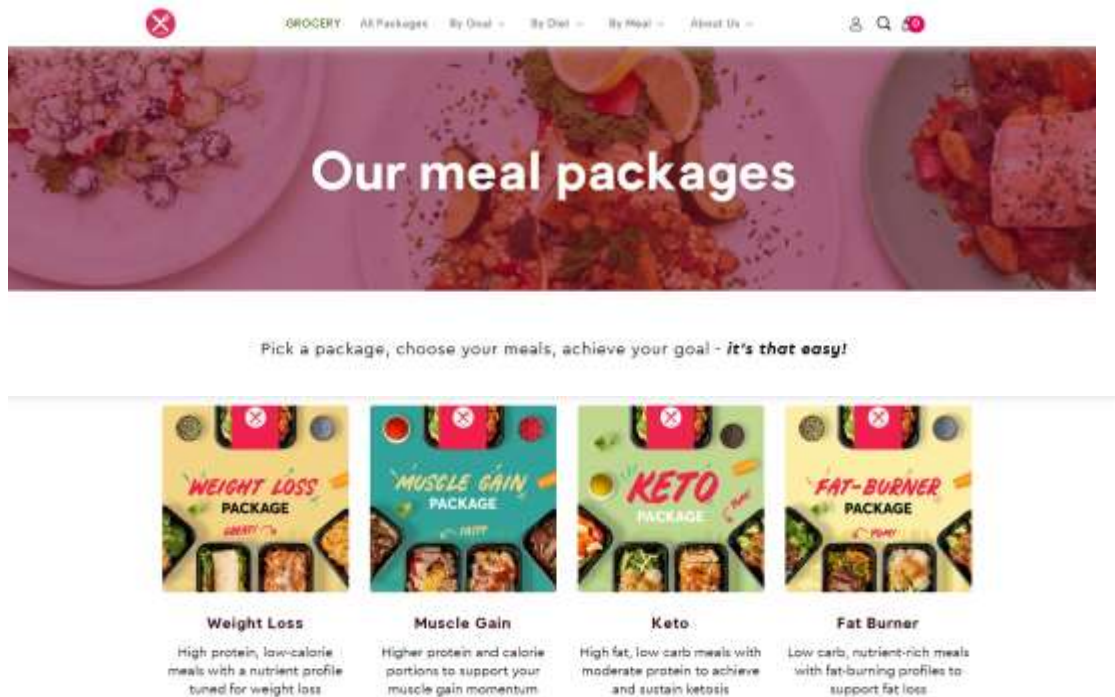 GROCERY All Packages By Goal By Diet By Meal About Us
0
Our meal packages
Pick a package, choose your meals, achieve your goal - it's that easy!
WEIGHT LOSS
PACKAGE
GREAT!
MUSCLE GAIN
PACKAGE
KETO
PACKAGE
YUM!
FAT-BURNER
PACKAGE
YUM!
Weight Loss
High protein, low-calorie
meals with a nutrient profile
tuned for weight loss
Muscle Gain
Higher protein and calorie
portions to support your
muscle gain momentum
Keto
High fat, low carb meals with
moderate protein to achieve
and sustain ketosis
Fat Burner
Low carb, nutrient-rich meals
with fat-burning profiles to
support fat loss